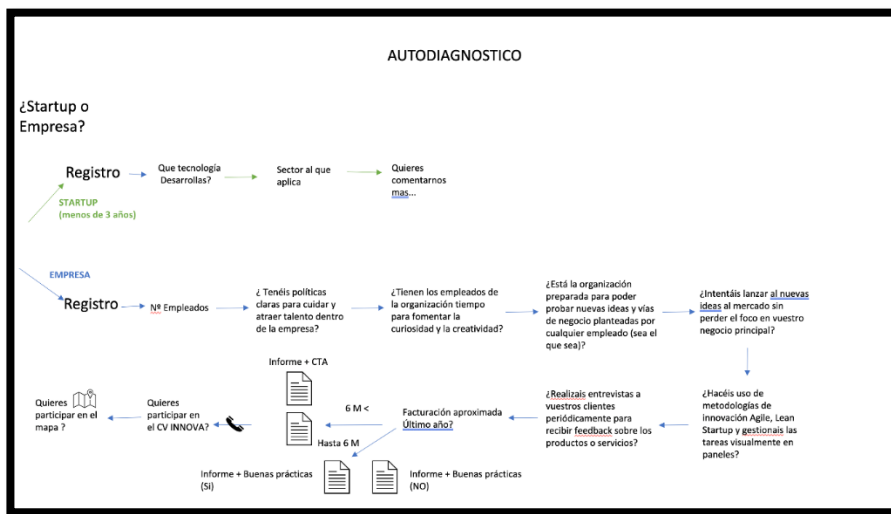 AUTODIAGNOSTICO
¿Startup o
Empresa?
Registro
Que tecnología
Desarrollas?
Sector al que
aplica
Quieres
comentarnos
mas...
STARTUP
(menos de 3 años)
EMPRESA
Registro
Nº Empleados
¿ Tenéis políticas
claras para cuidar y
atraer talento dentro
de la empresa?
¿Tienen los empleados
de la organización tiempo
para fomentar la
curiosidad y la creatividad?
¿Está la organización
preparada para poder
probar nuevas ideas y vías
de negocio planteadas por
cualquier empleado (sea el
que sea)?
¿Intentáis lanzar al nuevas
ideas al mercado sin
perder el foco en vuestro
negocio principal?
¿Hacéis uso de
metodologías de
innovación Agile, Lean
Startup y gestionais las
tareas visualmente en
paneles?
¿Realizais entrevistas a
vuestros clientes
periódicamente para
recibir feedback sobre los
productos o servicios?
Facturación aproximada
Último año?
6 M <
Hasta 6 M
Informe + CTA
Informe + Buenas prácticas
(Si)
Informe + Buenas prácticas
(NO)
Quieres
participar en
el CV INNOVA?
Quieres
participar en el
mapa ?